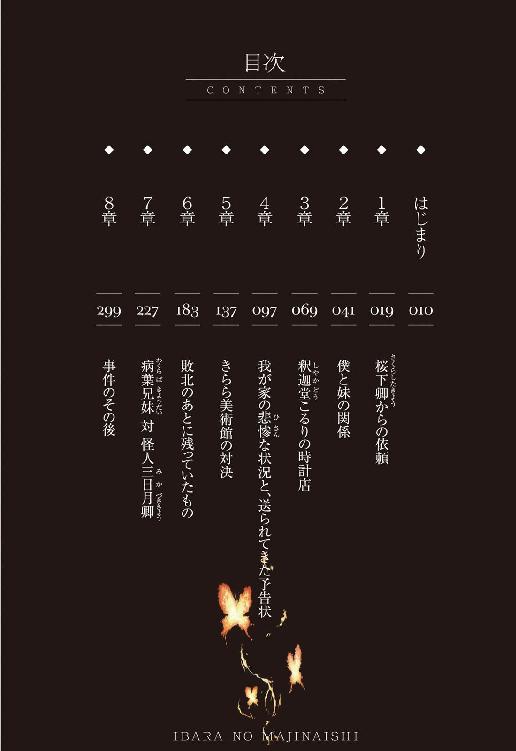 目次
CONTENTS
はじまり
010
1章
019
桜下卿からの依頼
2章
041
僕と妹の関係
3章
069
釈迦堂こるりの時計店
4章
097
我が家の悲惨な状況と、送られてきた予告状
5章
137
きらら美術館の対決
6章
183
敗北のあとに残っていたもの
7章
227
病葉兄妹 対 怪人三日月卿
8章
299
事件のその後
IBARA NO MAJINAISHI